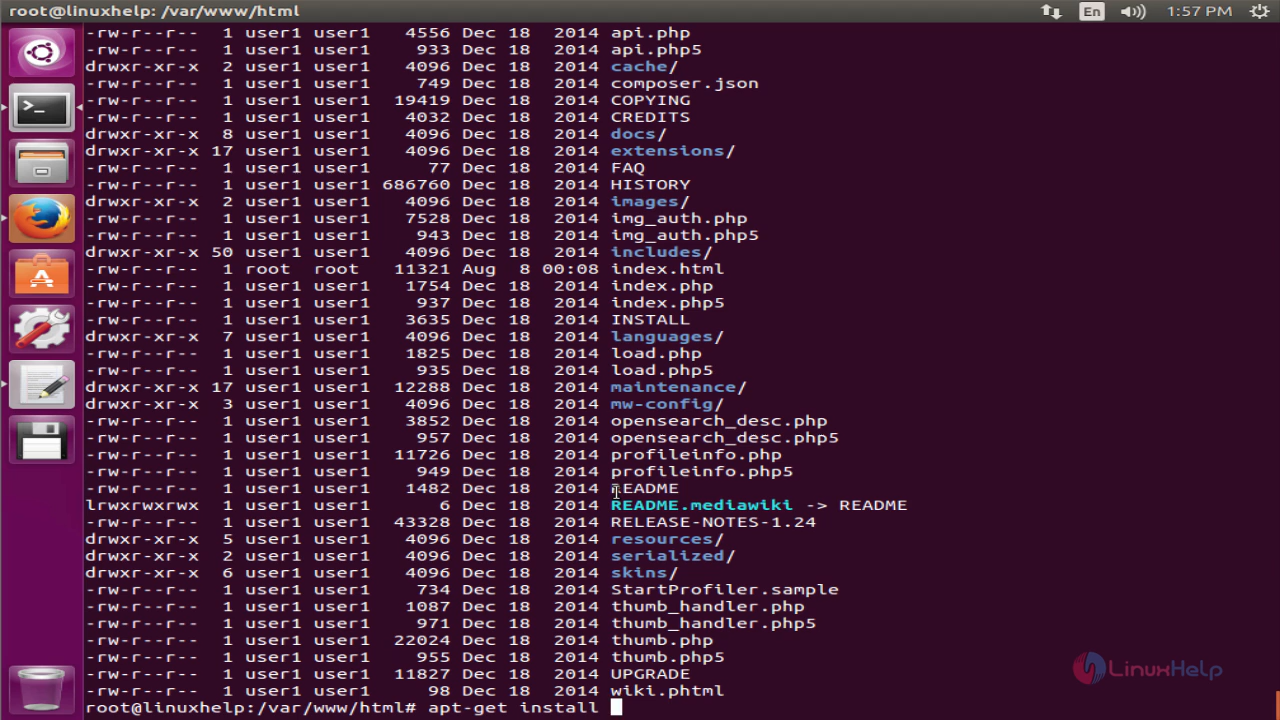 root@linuxhelp: /var/www/html En 1:57 PM
-rw-r--r-- 1 user1 user1 4556 Dec 18 2014 api.php
-rw-r--r-- 1 user1 user1 933 Dec 18 2014 api.php5
drwxr-xr-x 2 user1 user1 4096 Dec 18 2014 cache/
-rw-r--r-- 1 user1 user1 749 Dec 18 2014 composer.json
-rw-r--r-- 1 user1 user1 19419 Dec 18 2014 COPYING
-rw-r--r-- 1 user1 user1 4032 Dec 18 2014 CREDITS
drwxr-xr-x 8 user1 user1 4096 Dec 18 2014 docs/
drwxr-xr-x 17 user1 user1 4096 Dec 18 2014 extensions/
-rw-r--r-- 1 user1 user1 77 Dec 18 2014 FAQ
-rw-r--r-- 1 user1 user1 686760 Dec 18 2014 HISTORY
drwxr-xr-x 2 user1 user1 4096 Dec 18 2014 images/
-rw-r--r-- 1 user1 user1 7528 Dec 18 2014 img_auth.php
-rw-r--r-- 1 user1 user1 943 Dec 18 2014 img_auth.php5
drwxr-xr-x 50 user1 user1 4096 Dec 18 2014 includes/
-rw-r--r-- 1 root root 11321 Aug 8 00:08 index.html
-rw-r--r-- 1 user1 user1 1754 Dec 18 2014 index.php
-rw-r--r-- 1 user1 user1 937 Dec 18 2014 index.php5
-rw-r--r-- 1 user1 user1 3635 Dec 18 2014 INSTALL
drwxr-xr-x 7 user1 user1 4096 Dec 18 2014 languages/
-rw-r--r-- 1 user1 user1 1825 Dec 18 2014 load.php
-rw-r--r-- 1 user1 user1 935 Dec 18 2014 load.php5
drwxr-xr-x 17 user1 user1 12288 Dec 18 2014 maintenance/
drwxr-xr-x 3 user1 user1 4096 Dec 18 2014 mw-config/
-rw-r--r-- 1 user1 user1 3852 Dec 18 2014 opensearch_desc.php
-rw-r--r-- 1 user1 user1 957 Dec 18 2014 opensearch_desc.php5
-rw-r--r-- 1 user1 user1 11726 Dec 18 2014 profileinfo.php
-rw-r--r-- 1 user1 user1 949 Dec 18 2014 profileinfo.php5
-rw-r--r-- 1 user1 user1 1482 Dec 18 2014 README
lrwxrwxrwx 1 user1 user1 6 Dec 18 2014 README.mediawiki -> README
-rw-r--r-- 1 user1 user1 43328 Dec 18 2014 RELEASE-NOTES-1.24
drwxr-xr-x 5 user1 user1 4096 Dec 18 2014 resources/
drwxr-xr-x 2 user1 user1 4096 Dec 18 2014 serialized/
drwxr-xr-x 6 user1 user1 4096 Dec 18 2014 skins/
-rw-r--r-- 1 user1 user1 734 Dec 18 2014 StartProfiler.sample
-rw-r--r-- 1 user1 user1 1087 Dec 18 2014 thumb_handler.php
-rw-r--r-- 1 user1 user1 971 Dec 18 2014 thumb_handler.php5
-rw-r--r-- 1 user1 user1 22024 Dec 18 2014 thumb.php
-rw-r--r-- 1 user1 user1 955 Dec 18 2014 thumb.php5
-rw-r--r-- 1 user1 user1 11827 Dec 18 2014 UPGRADE
-rw-r--r-- 1 user1 user1 98 Dec 18 2014 wiki.phtml
root@linuxhelp:/var/www/html# apt-get install
LinuxHelp